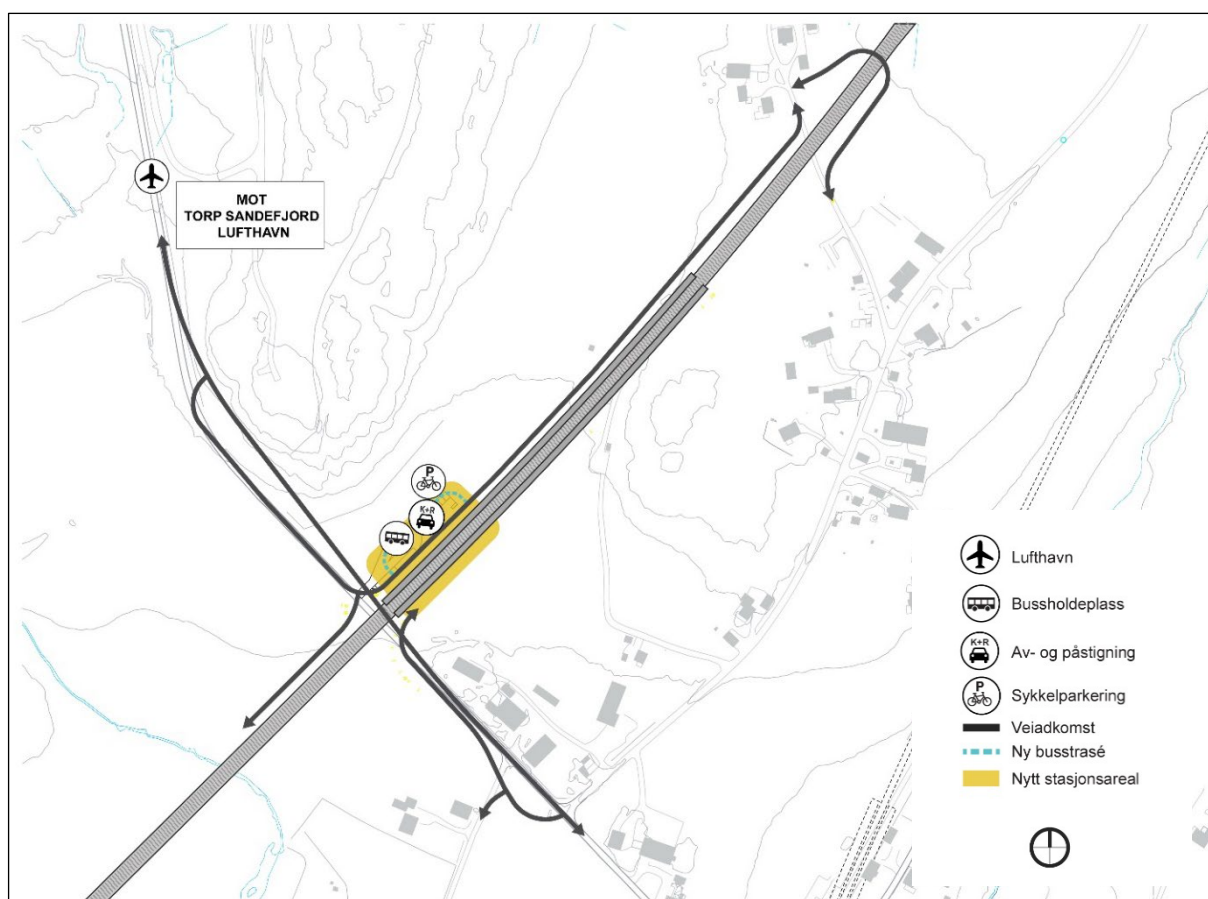 MOT
TORP SANDEFJORD
LUFTHAVN
P
K+R
Lufthavn
Bussholdeplass
K+R
Av- og påstigning
P
Sykkelparkering
Veiadkomst
Ny busstrasé
Nytt stasjonsareal